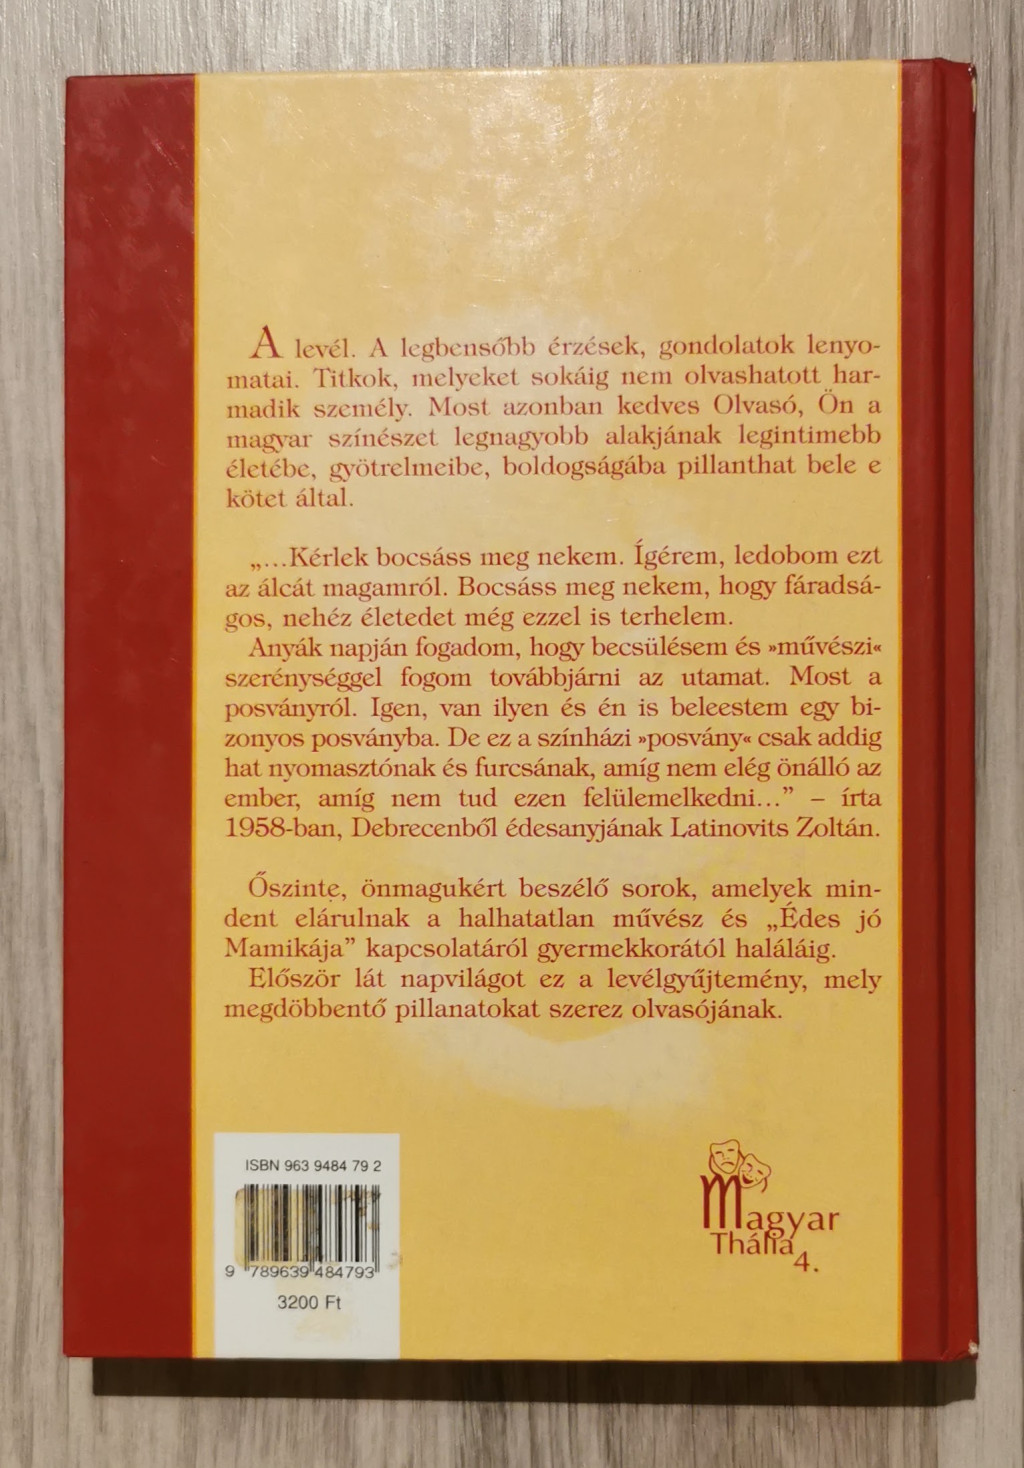 A levél. A legbensőbb érzések, gondolatok lenyo-
matai. Titkok, melyeket sokáig nem olvashatott har-
madik személy. Most azonban kedves Olvasó, Ön a
magyar színészet legnagyobb alakjának legintimebb
életébe, gyötrelmeibe, boldogságába pillanthat bele e
kötet által.
„...Kérlek bocsáss meg nekem. Ígérem, ledobom ezt
az álcát magamról. Bocsáss meg nekem, hogy fáradsá-
gos, nehéz életedet még ezzel is terhelem.
Anyák napján fogadom, hogy becsülésem és »művészi«
szerénységgel fogom továbbjárni az utamat. Most a
posványról. Igen, van ilyen és én is beleestem egy bi-
zonyos posványba. De ez a színházi »posvány« csak addig
hat nyomasztónak és furcsának, amíg nem elég önálló az
ember, amíg nem tud ezen felülemelkedni...” – írta
1958-ban, Debrecenből édesanyjának Latinovits Zoltán.
Őszinte, önmagukért beszélő sorok, amelyek min-
dent elárulnak a halhatatlan művész és „Édes jó
Mamikája” kapcsolatáról gyermekkorától haláláig.
Először lát napvilágot ez a levélgyűjtemény, mely
megdöbbentő pillanatokat szerez olvasójának.
ISBN 963 9484 79 2
9 789639 484793
3200 Ft
Magyar
Thália
4.